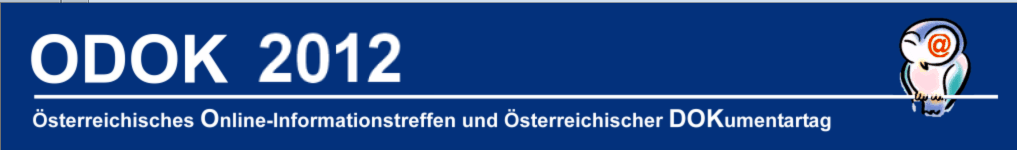 ODOK 2012
@
Österreichisches Online-Informationstreffen und Österreichischer DOKumentartag